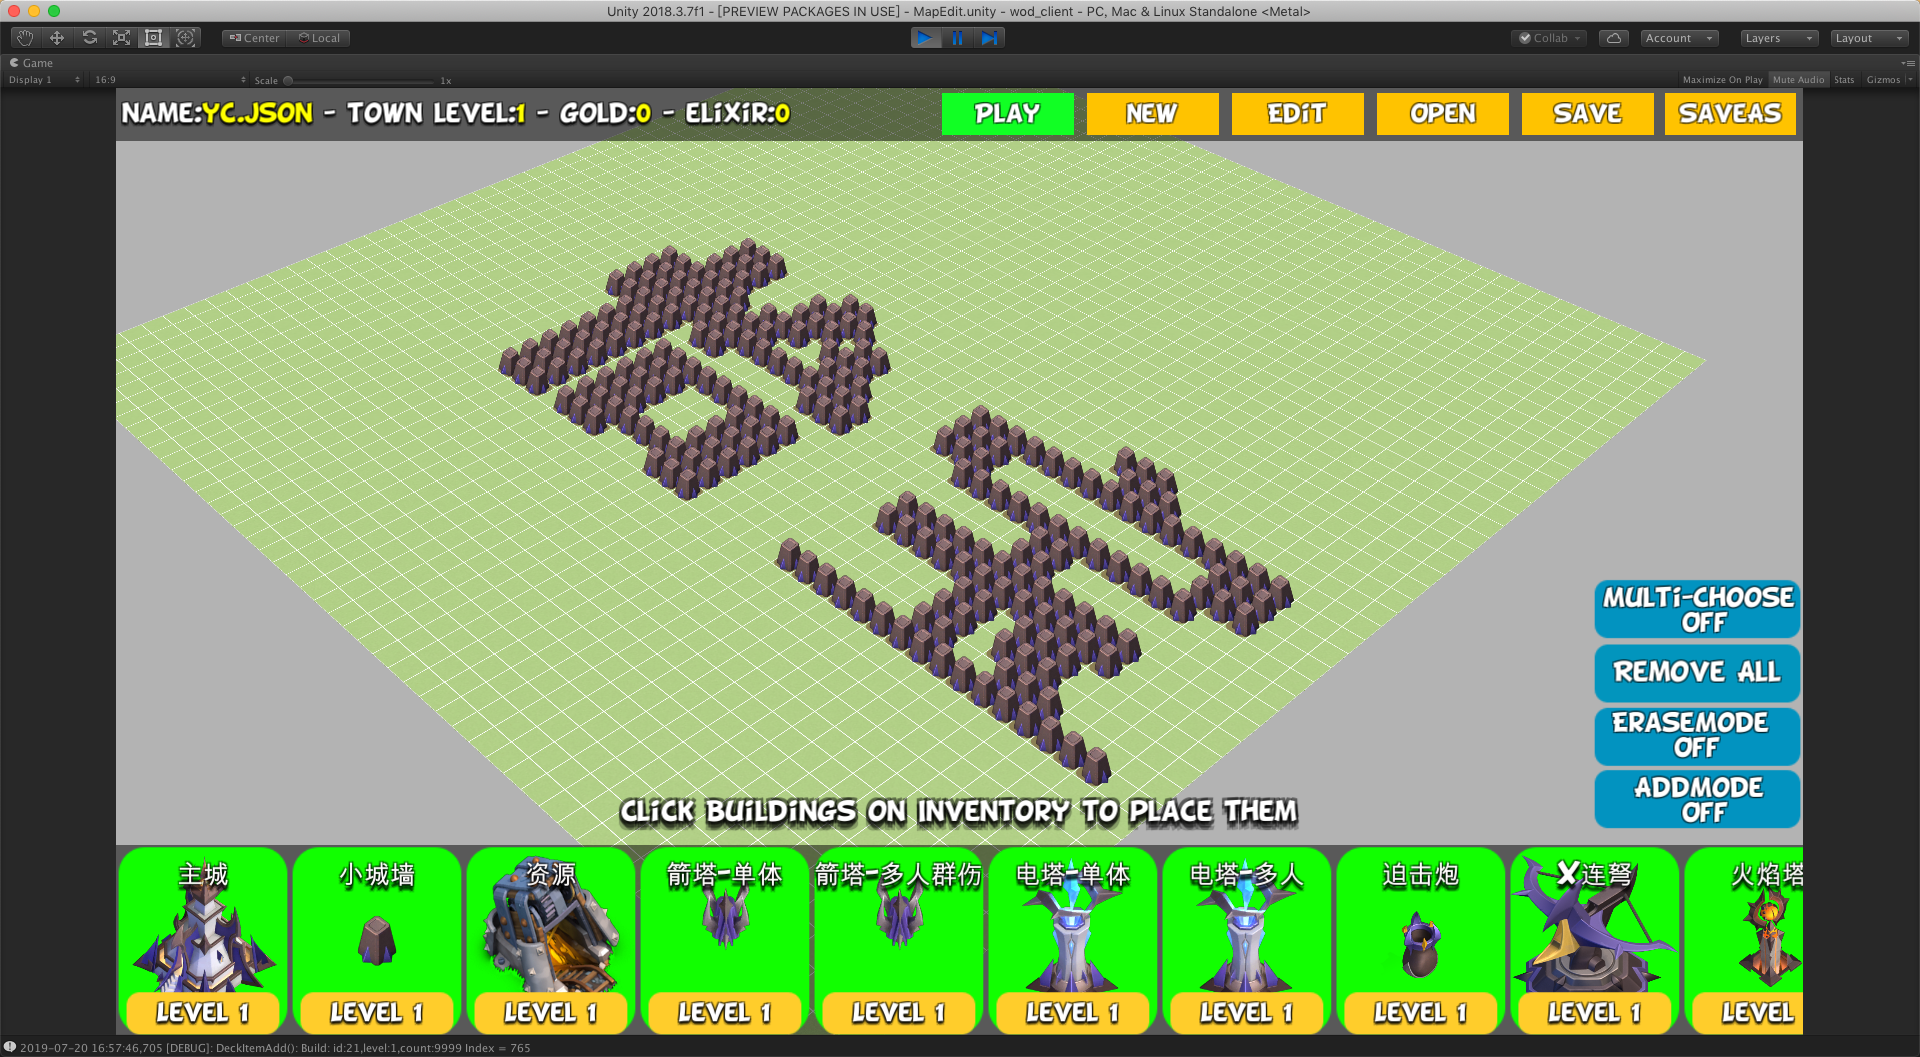 Unity 2018.3.7f1 - [PREVIEW PACKAGES IN USE] - MapEdit.unity - wod_client - PC, Mac & Linux Standalone <Metal>
Center Local Collab Account Layers Layout
Game
Display 1 16:9 Scale 1x Maximize On Play Mute Audio Stats Gizmos
NAME:YC.JSON - TOWN LEVEL:1 - GOLD:0 - ELIXIR:0
PLAY NEW EDIT OPEN SAVE SAVEAS
MULTI-CHOOSE
OFF
REMOVE ALL
ERASEMODE
OFF
ADDMODE
OFF
CLICK BUILDINGS ON INVENTORY TO PLACE THEM
主城 小城墙 资源 箭塔-单体 箭塔-多人群伤 电塔-单体 电塔-多人 迫击炮 X连弩 火焰塔
LEVEL 1 LEVEL 1 LEVEL 1 LEVEL 1 LEVEL 1 LEVEL 1 LEVEL 1 LEVEL 1 LEVEL 1 LEVEL
2019-07-20 16:57:46,705 [DEBUG]: DeckItemAdd(): Build: id:21,level:1,count:9999 Index = 765